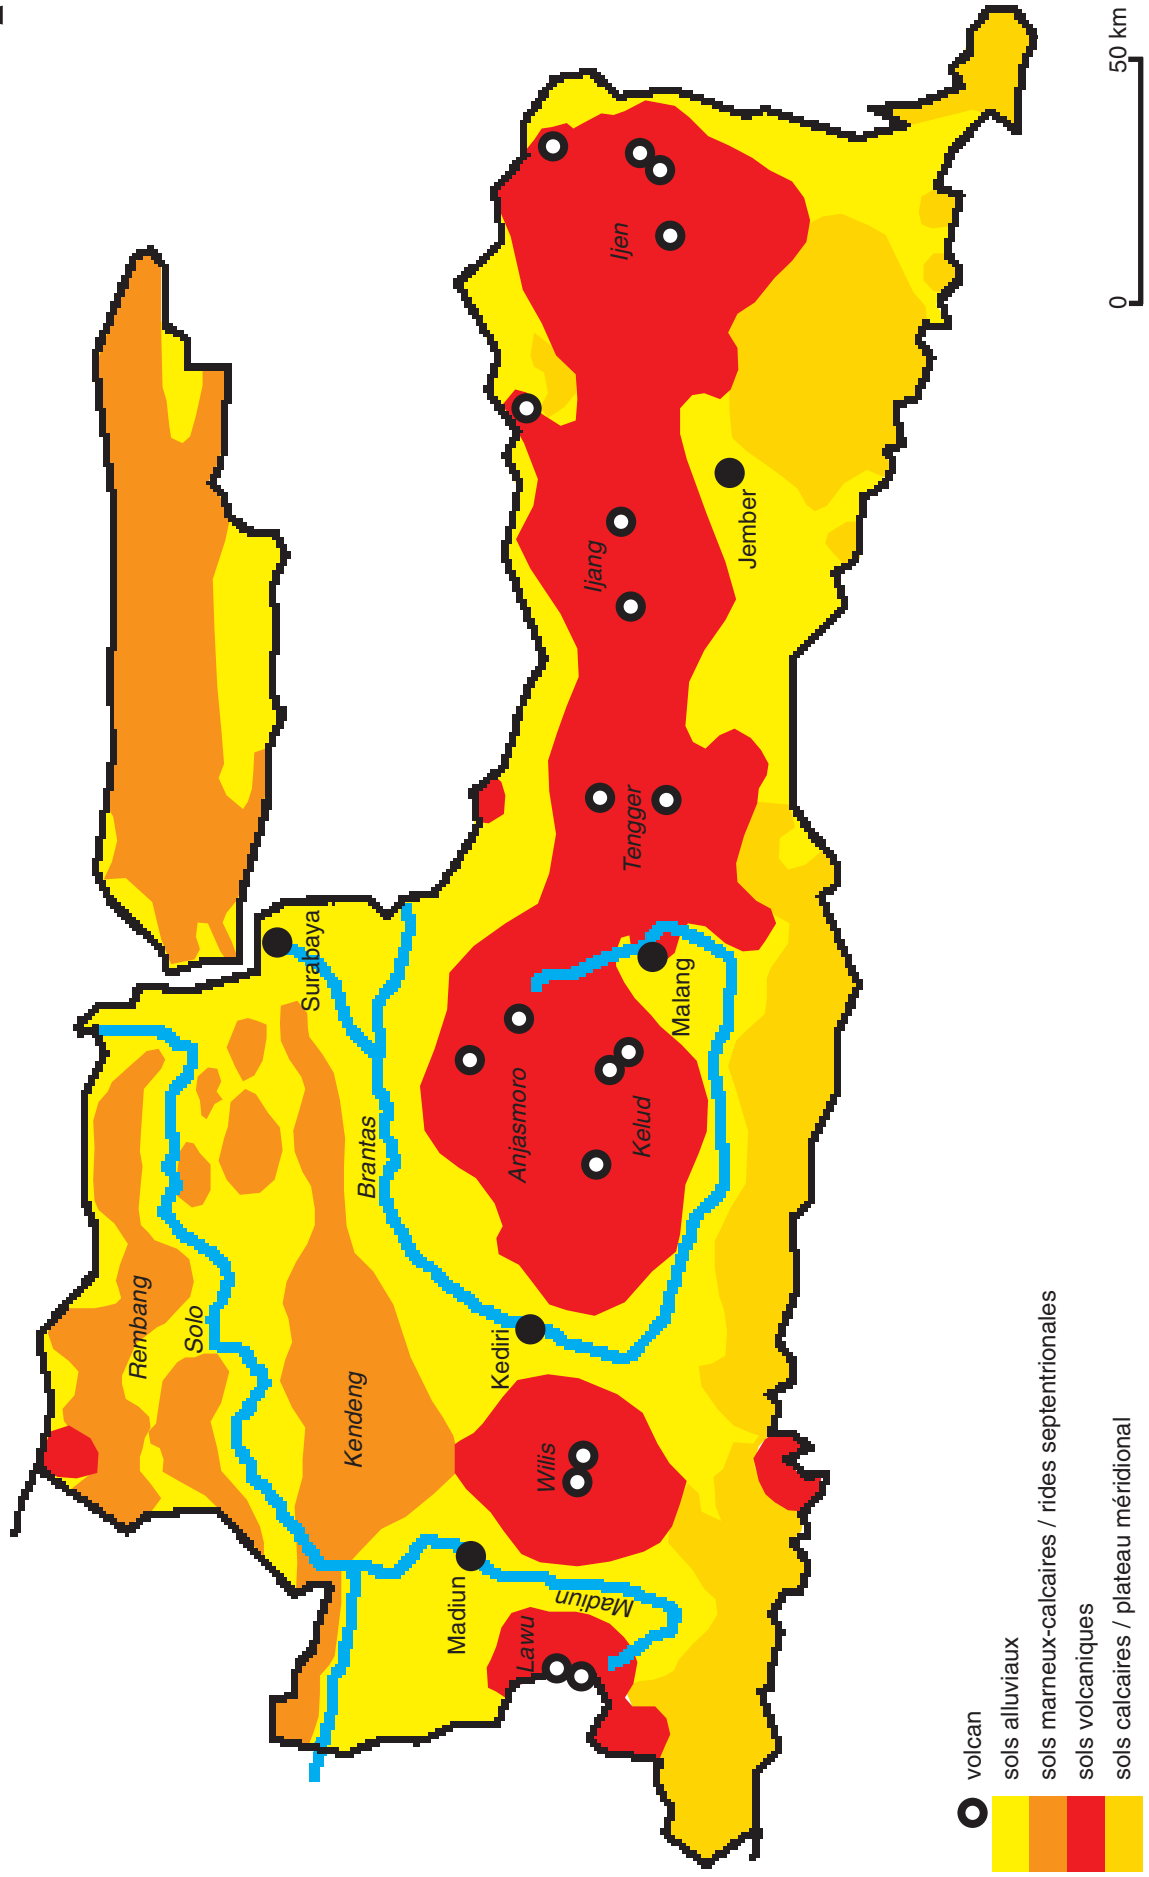 Rembang
Solo
Kendeng
Surabaya
Brantas
Kediri
Anjasmoro
Kelud
Malang
Wilis
Madiun
Madiun
Lawu
Tengger
Ijang
Jember
Ijen
0 50 km
volcan
sols alluviaux
sols marneux-calcaires / rides septentrionales
sols volcaniques
sols calcaires / plateau méridional